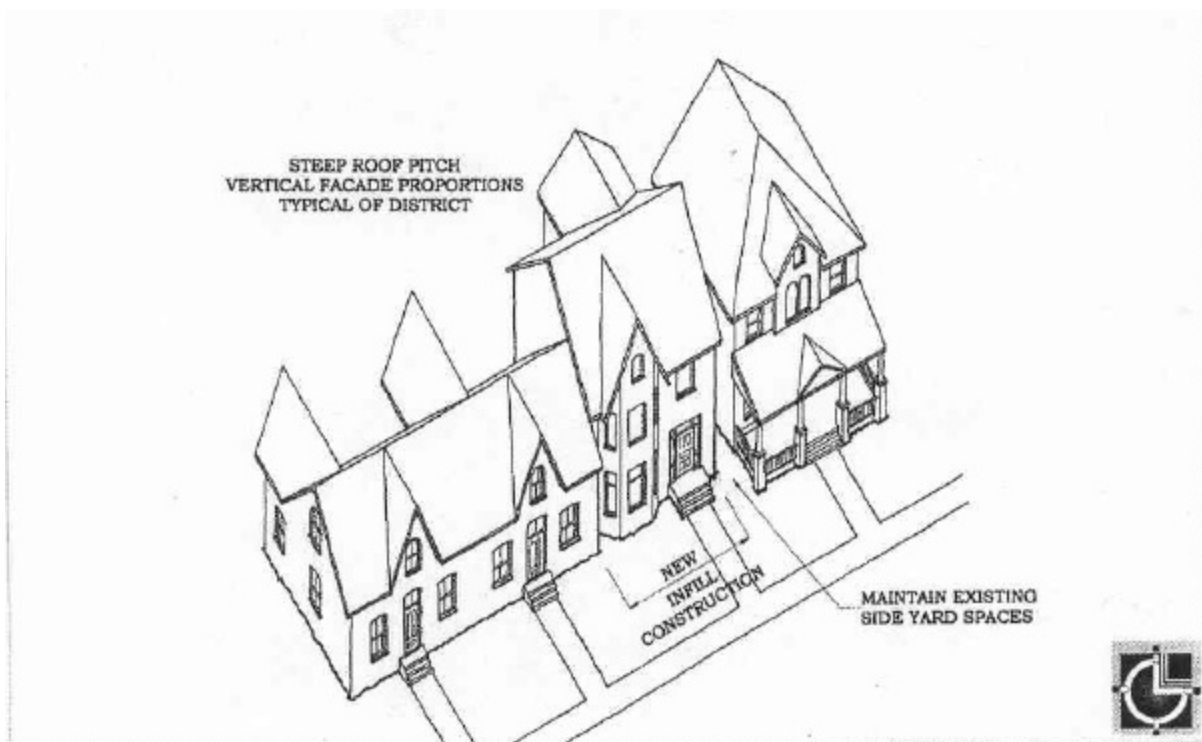 STEEP ROOF PITCH
VERTICAL FACADE PROPORTIONS
TYPICAL OF DISTRICT
NEW
INFILL
CONSTRUCTION
MAINTAIN EXISTING
SIDE YARD SPACES